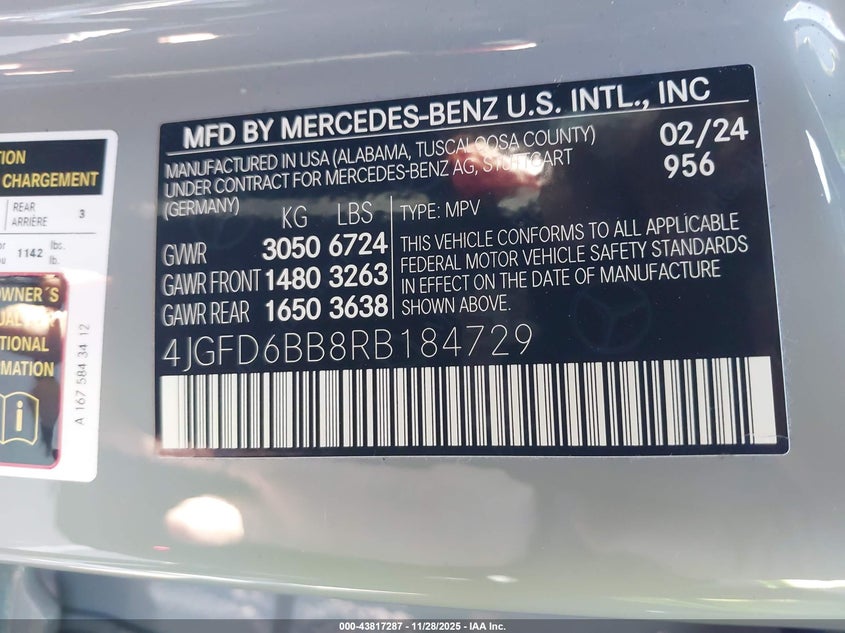 TION
CHARGEMENT
REAR
ARRIÈRE
3
1142
lbs.
lb.
OWNER'S
TIONAL
RMATION
A 167 584 34 12
MFD BY MERCEDES-BENZ U.S. INTL., INC
MANUFACTURED IN USA (ALABAMA, TUSCALOOSA COUNTY)
UNDER CONTRACT FOR MERCEDES-BENZ AG, STUTTGART
(GERMANY)
02/24
956
KG LBS
GVWR 3050 6724
GAWR FRONT 1480 3263
GAWR REAR 1650 3638
TYPE: MPV
THIS VEHICLE CONFORMS TO ALL APPLICABLE
FEDERAL MOTOR VEHICLE SAFETY STANDARDS
IN EFFECT ON THE DATE OF MANUFACTURE
SHOWN ABOVE.
4JGFD6BB8RB184729
000-43817287 - 11/28/2025 - IAA Inc.